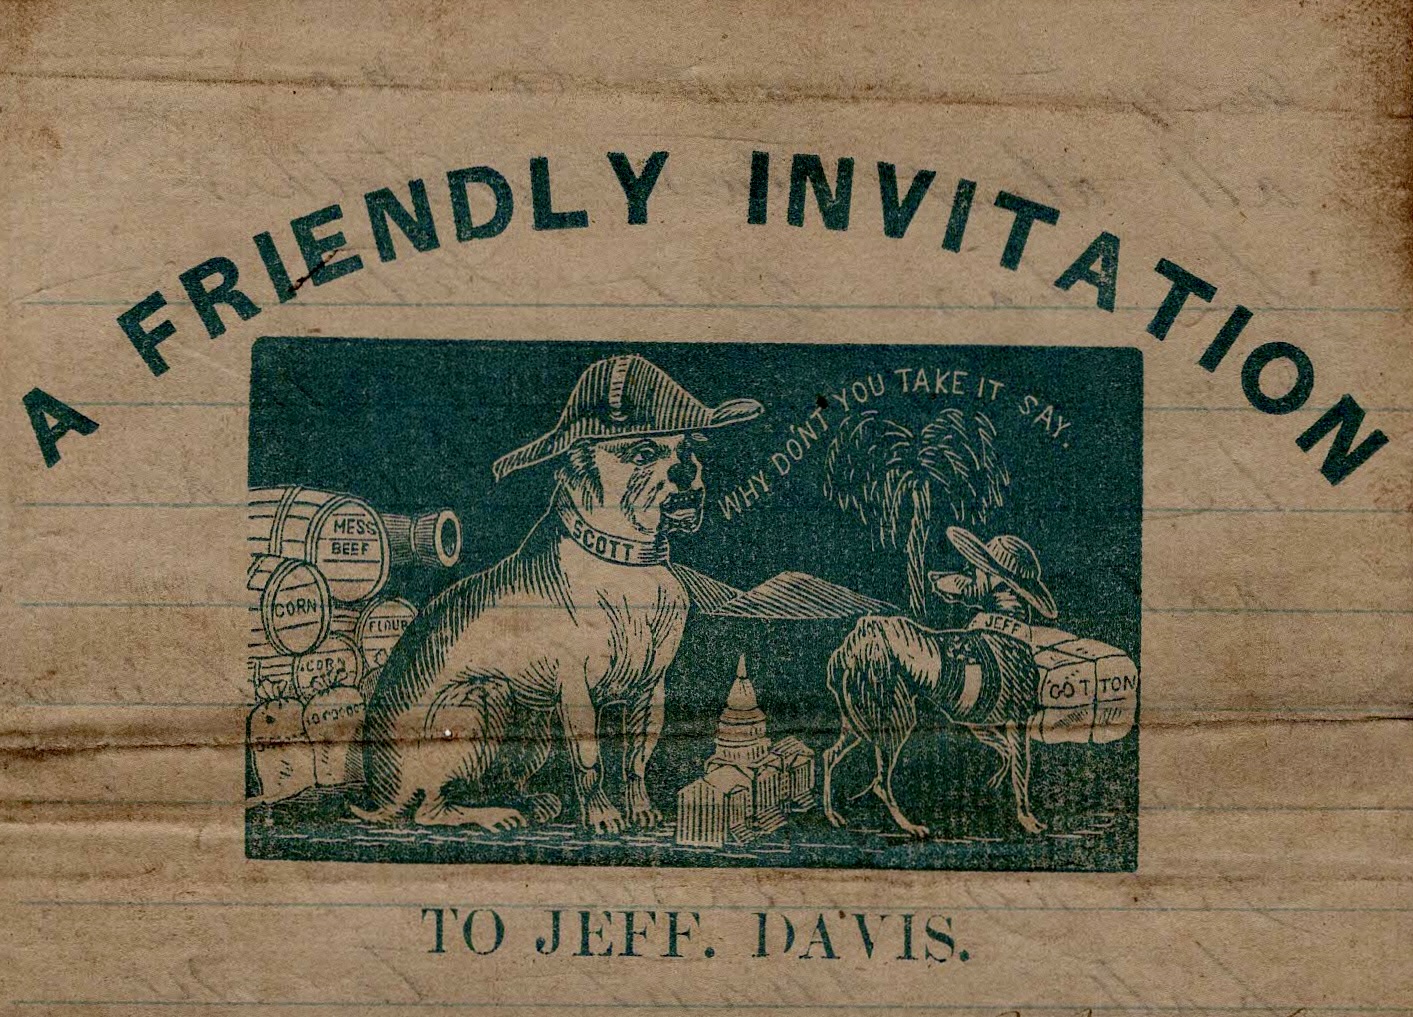 A FRIENDLY INVITATION
WHY DON'T YOU TAKE IT SAY.
MESS
BEEF
SCOTT
CORN
FLOUR
CORN
JEFF
COTTON
TO JEFF. DAVIS.